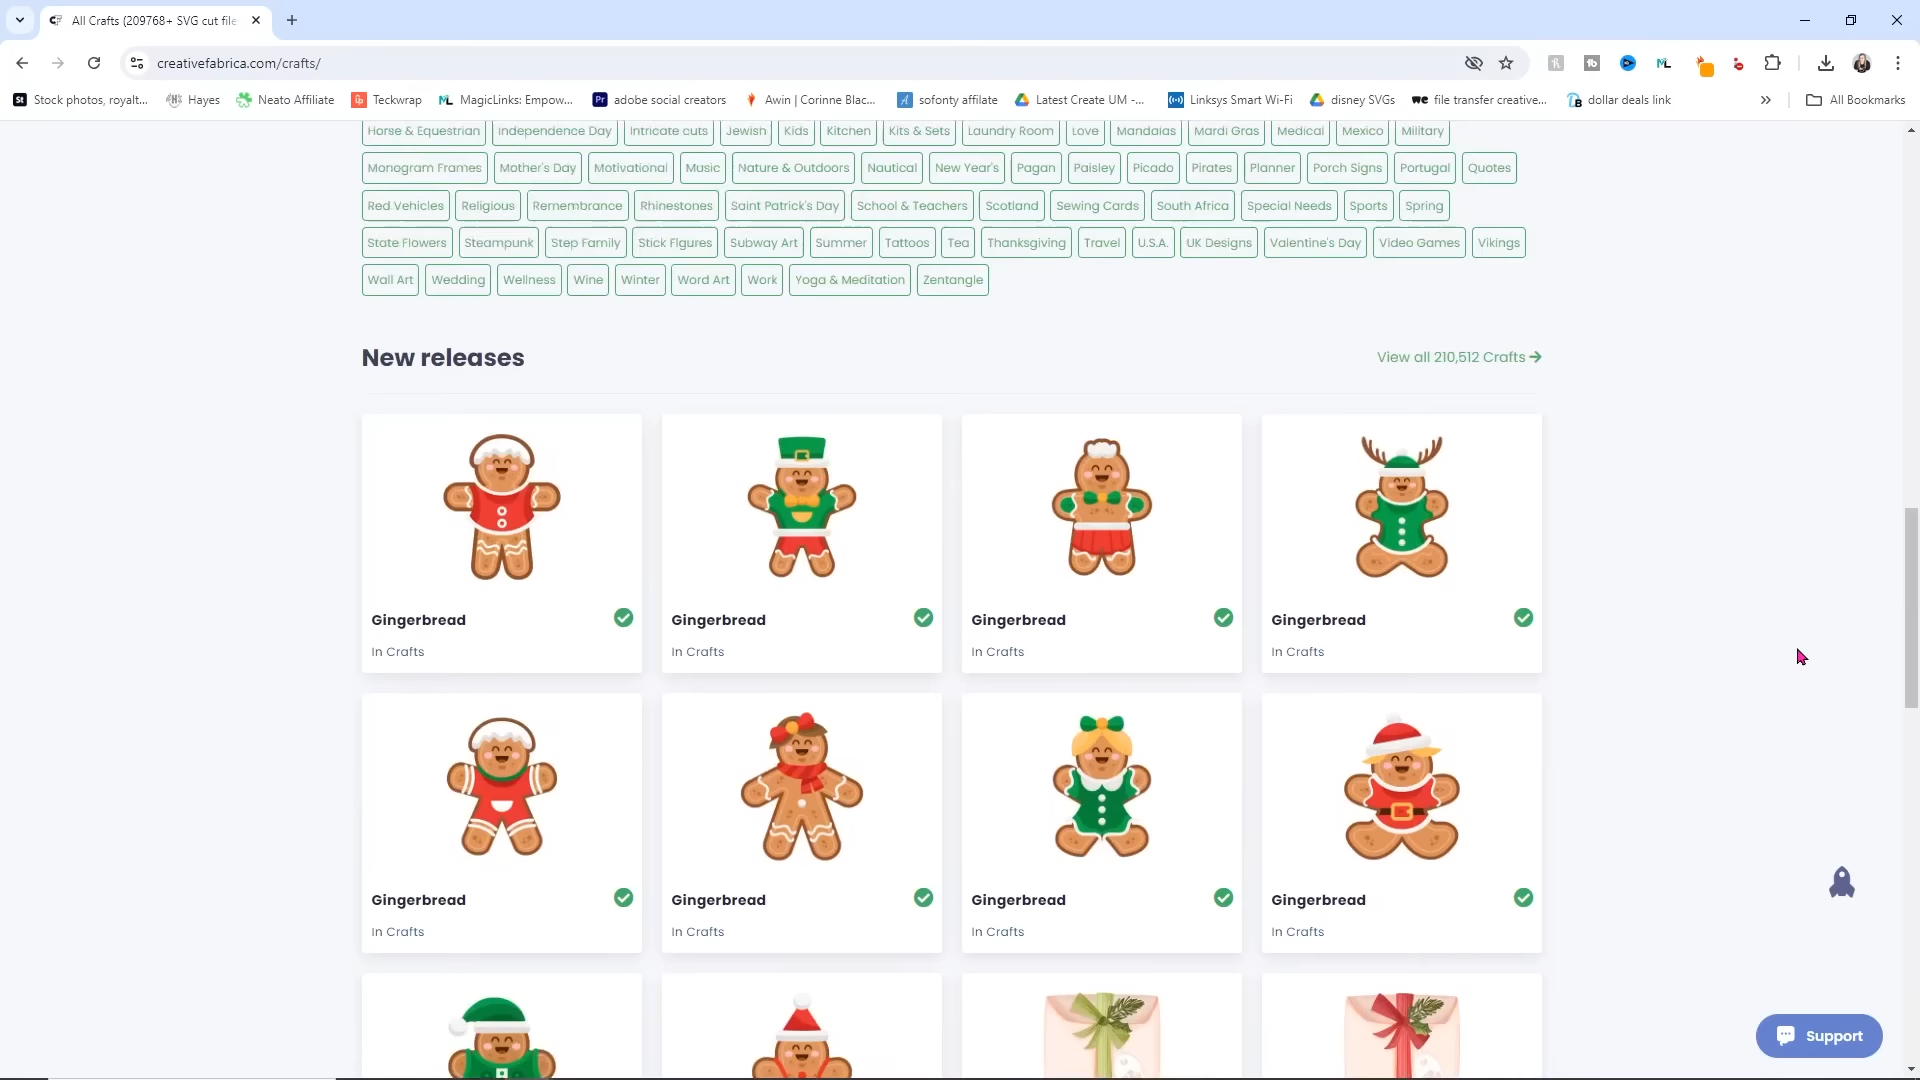 All Crafts (209768+ SVG cut file
creativefabrica.com/crafts/
Stock photos, royalt... Hayes Neato Affiliate Teckwrap MagicLinks: Empow... adobe social creators Awin | Corinne Blac... sofonty affilate Latest Create UM -... Linksys Smart Wi-Fi disney SVGs file transfer creative... dollar deals link All Bookmarks
Horse & Equestrian Independence Day Intricate cuts Jewish Kids Kitchen Kits & Sets Laundry Room Love Mandalas Mardi Gras Medical Mexico Military
Monogram Frames Mother's Day Motivational Music Nature & Outdoors Nautical New Year's Pagan Paisley Picado Pirates Planner Porch Signs Portugal Quotes
Red Vehicles Religious Remembrance Rhinestones Saint Patrick's Day School & Teachers Scotland Sewing Cards South Africa Special Needs Sports Spring
State Flowers Steampunk Step Family Stick Figures Subway Art Summer Tattoos Tea Thanksgiving Travel U.S.A. UK Designs Valentine's Day Video Games Vikings
Wall Art Wedding Wellness Wine Winter Word Art Work Yoga & Meditation Zentangle
New releases View all 210,512 Crafts
Gingerbread Gingerbread Gingerbread Gingerbread
In Crafts In Crafts In Crafts In Crafts
Gingerbread Gingerbread Gingerbread Gingerbread
In Crafts In Crafts In Crafts In Crafts
Support